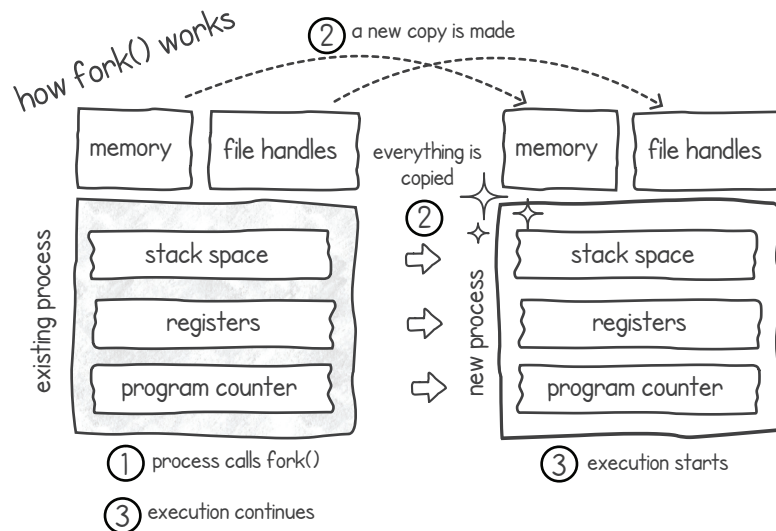 how fork() works
2 a new copy is made
memory
file handles
everything is
copied
2
memory
file handles
existing process
stack space
registers
program counter
new process
stack space
registers
program counter
1 process calls fork()
3 execution continues
3 execution starts